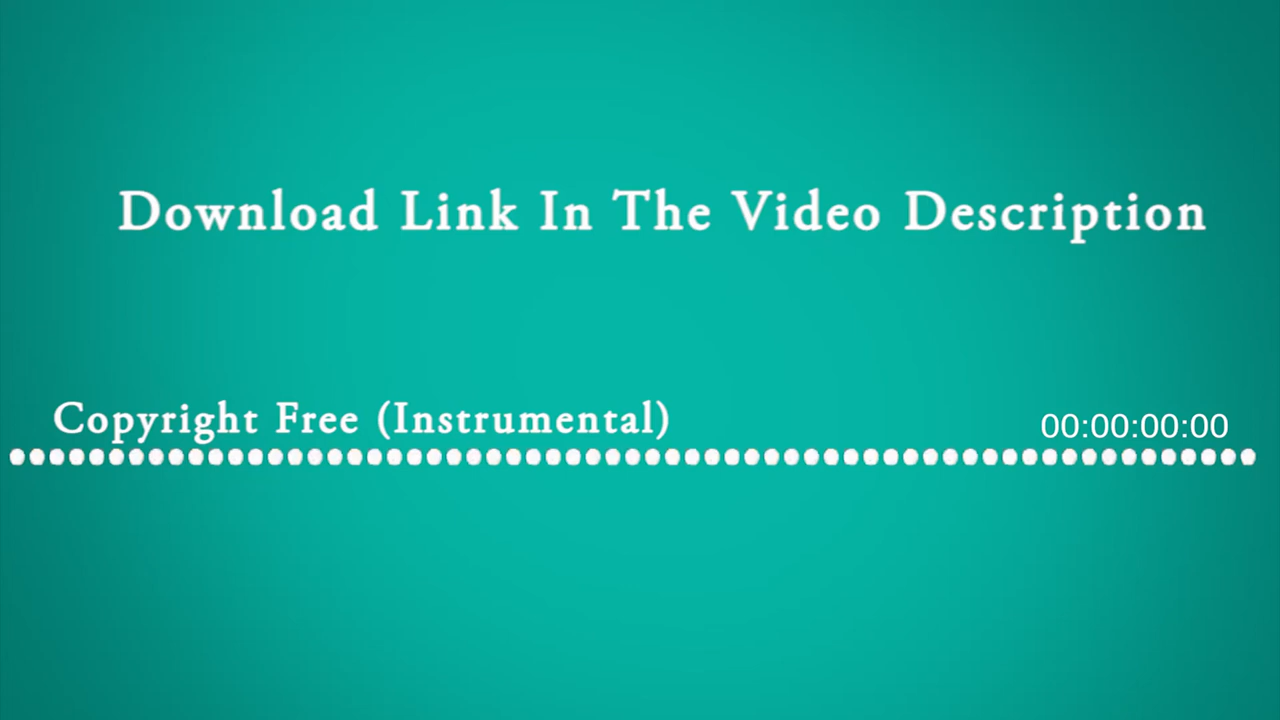 Download Link In The Video Description
Copyright Free (Instrumental)
00:00:00:00